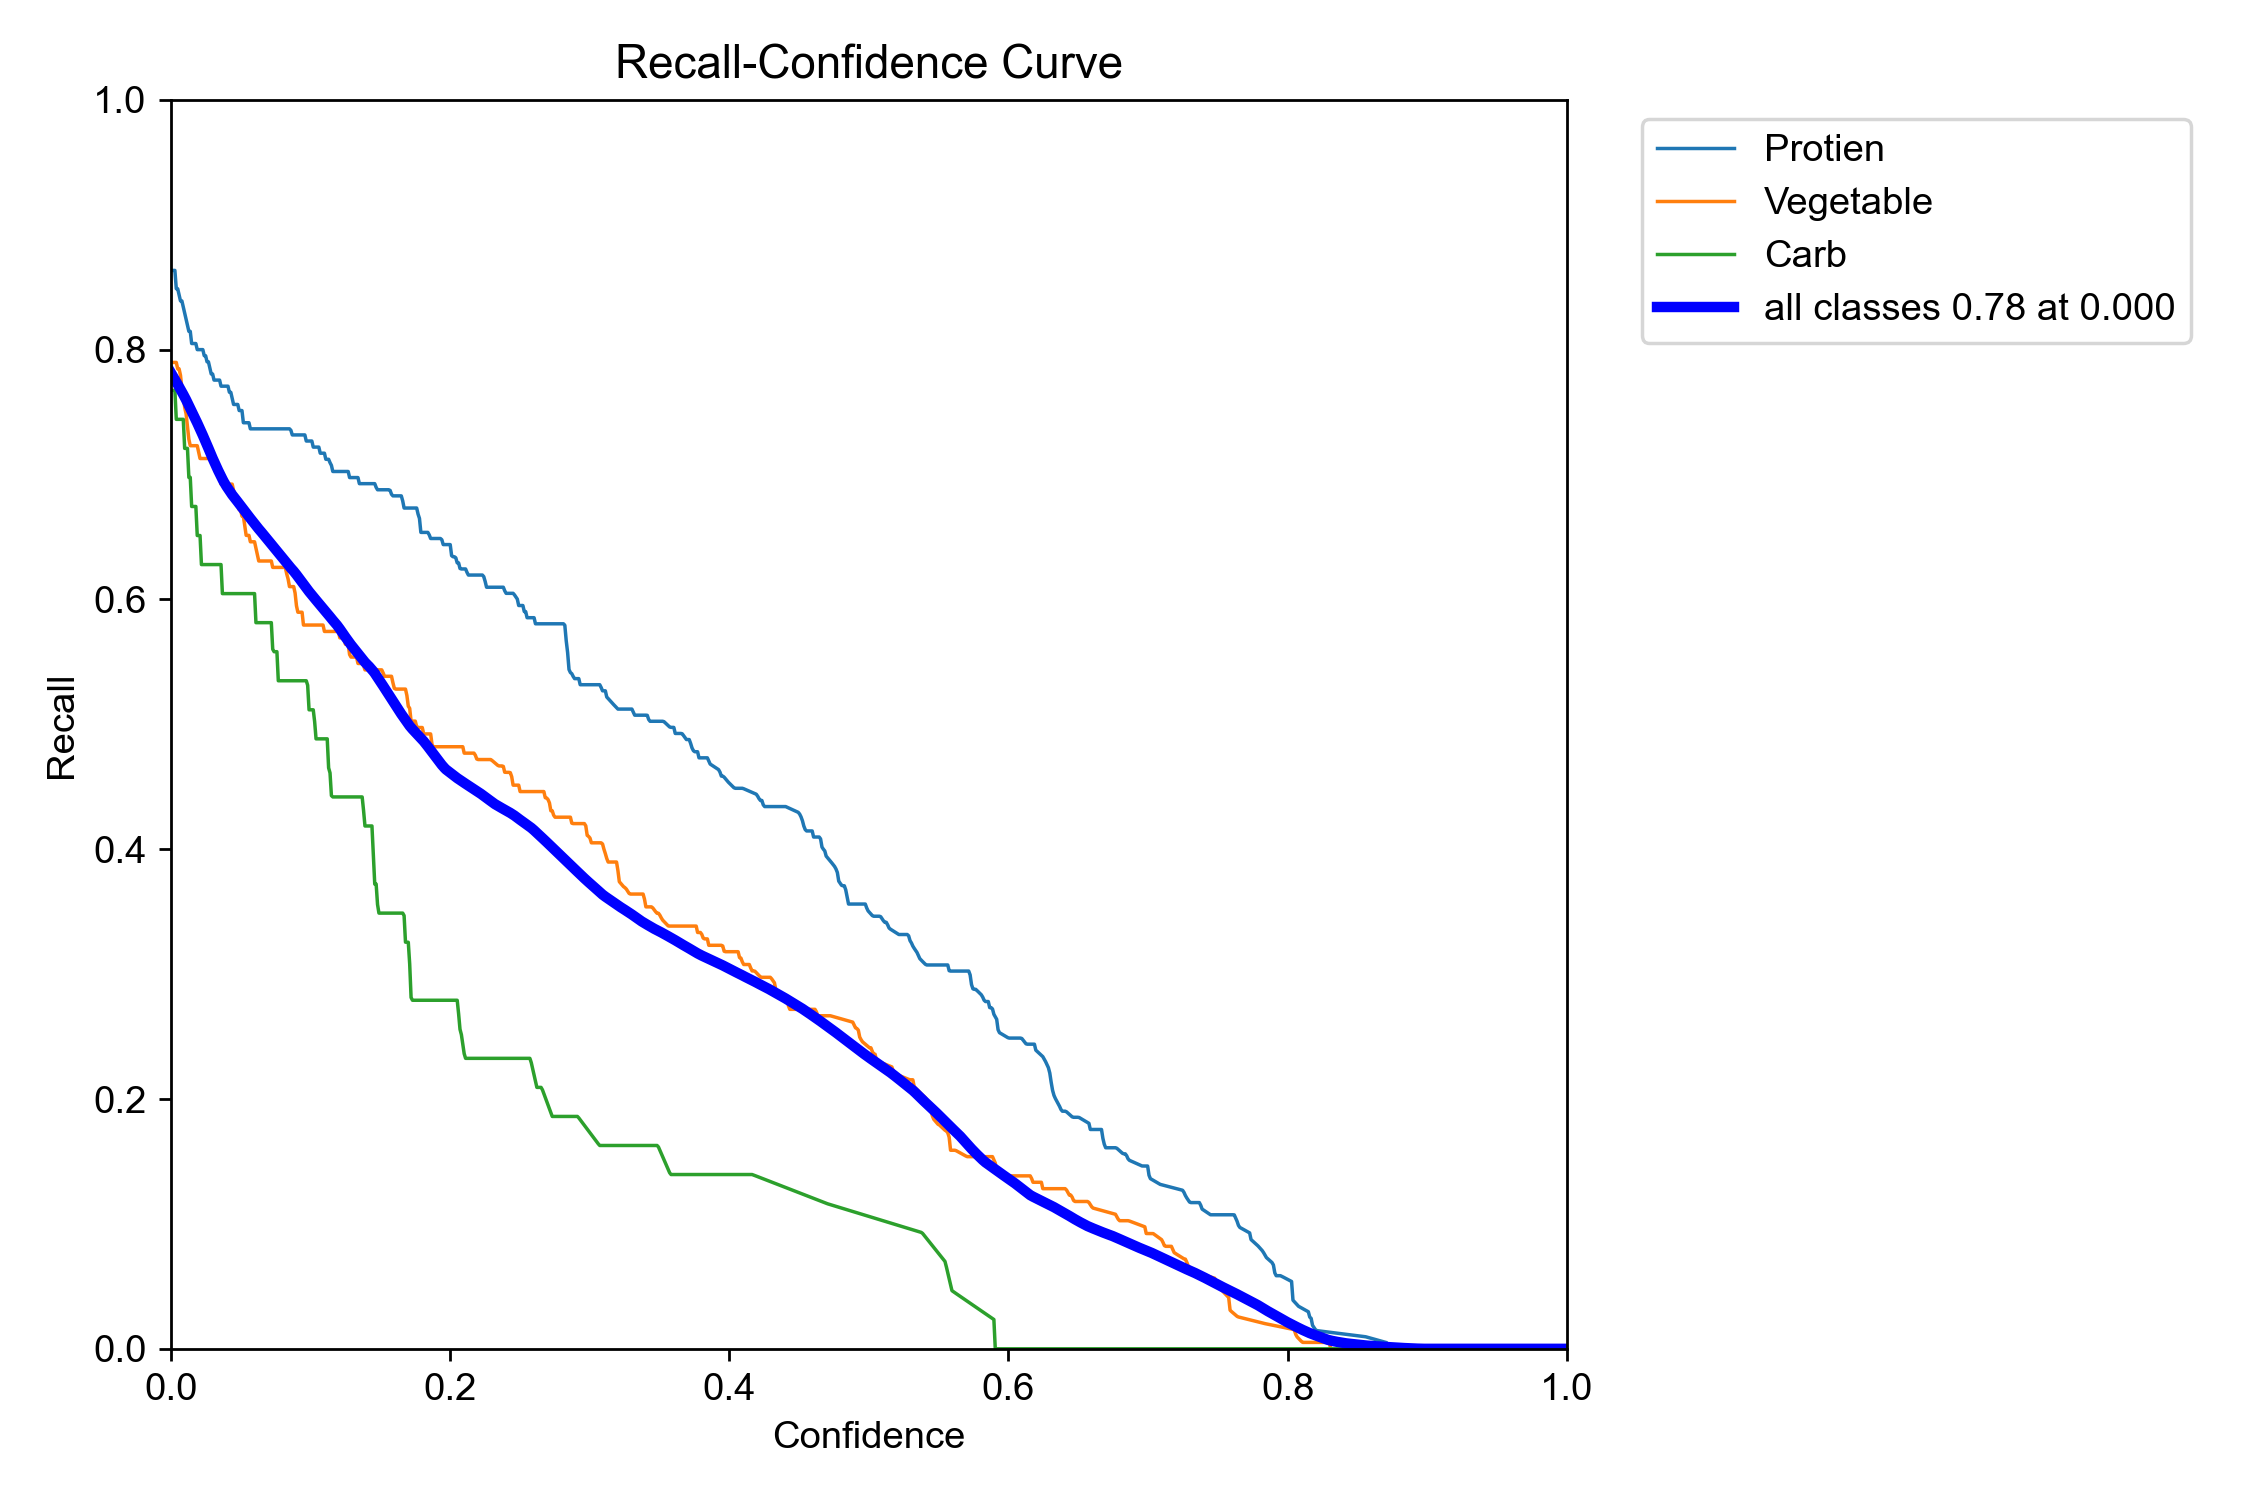 Recall-Confidence Curve
1.0
0.8
0.6
0.4
0.2
0.0
Recall
0.0 0.2 0.4 0.6 0.8 1.0
Confidence
Protien
Vegetable
Carb
all classes 0.78 at 0.000